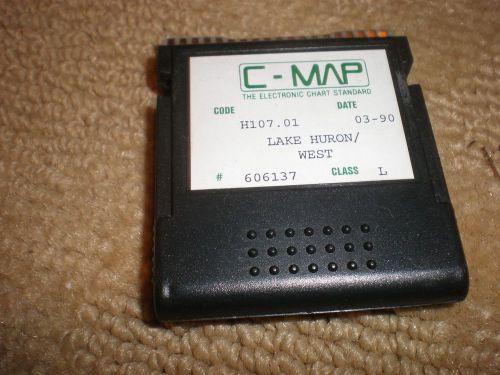 C-MAP
THE ELECTRONIC CHART STANDARD
CODE DATE
H107.01 03-90
LAKE HURON/
WEST
# 606137 CLASS L